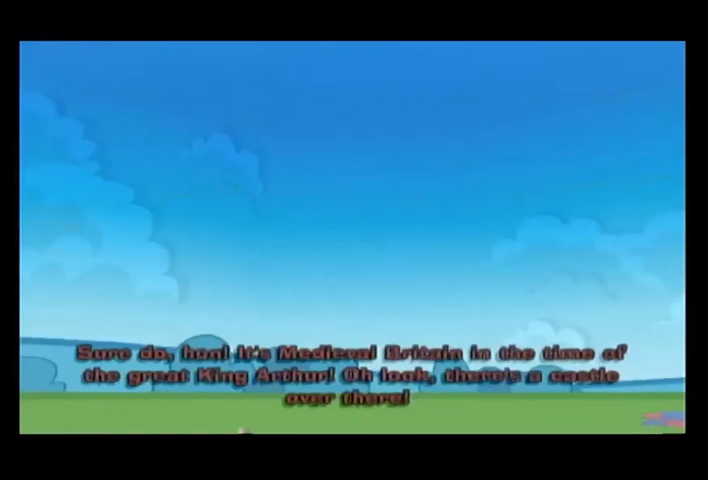 Sure do, hon! It's Medieval Britain in the time of
the great King Arthur! Oh look, there's a castle
over there!